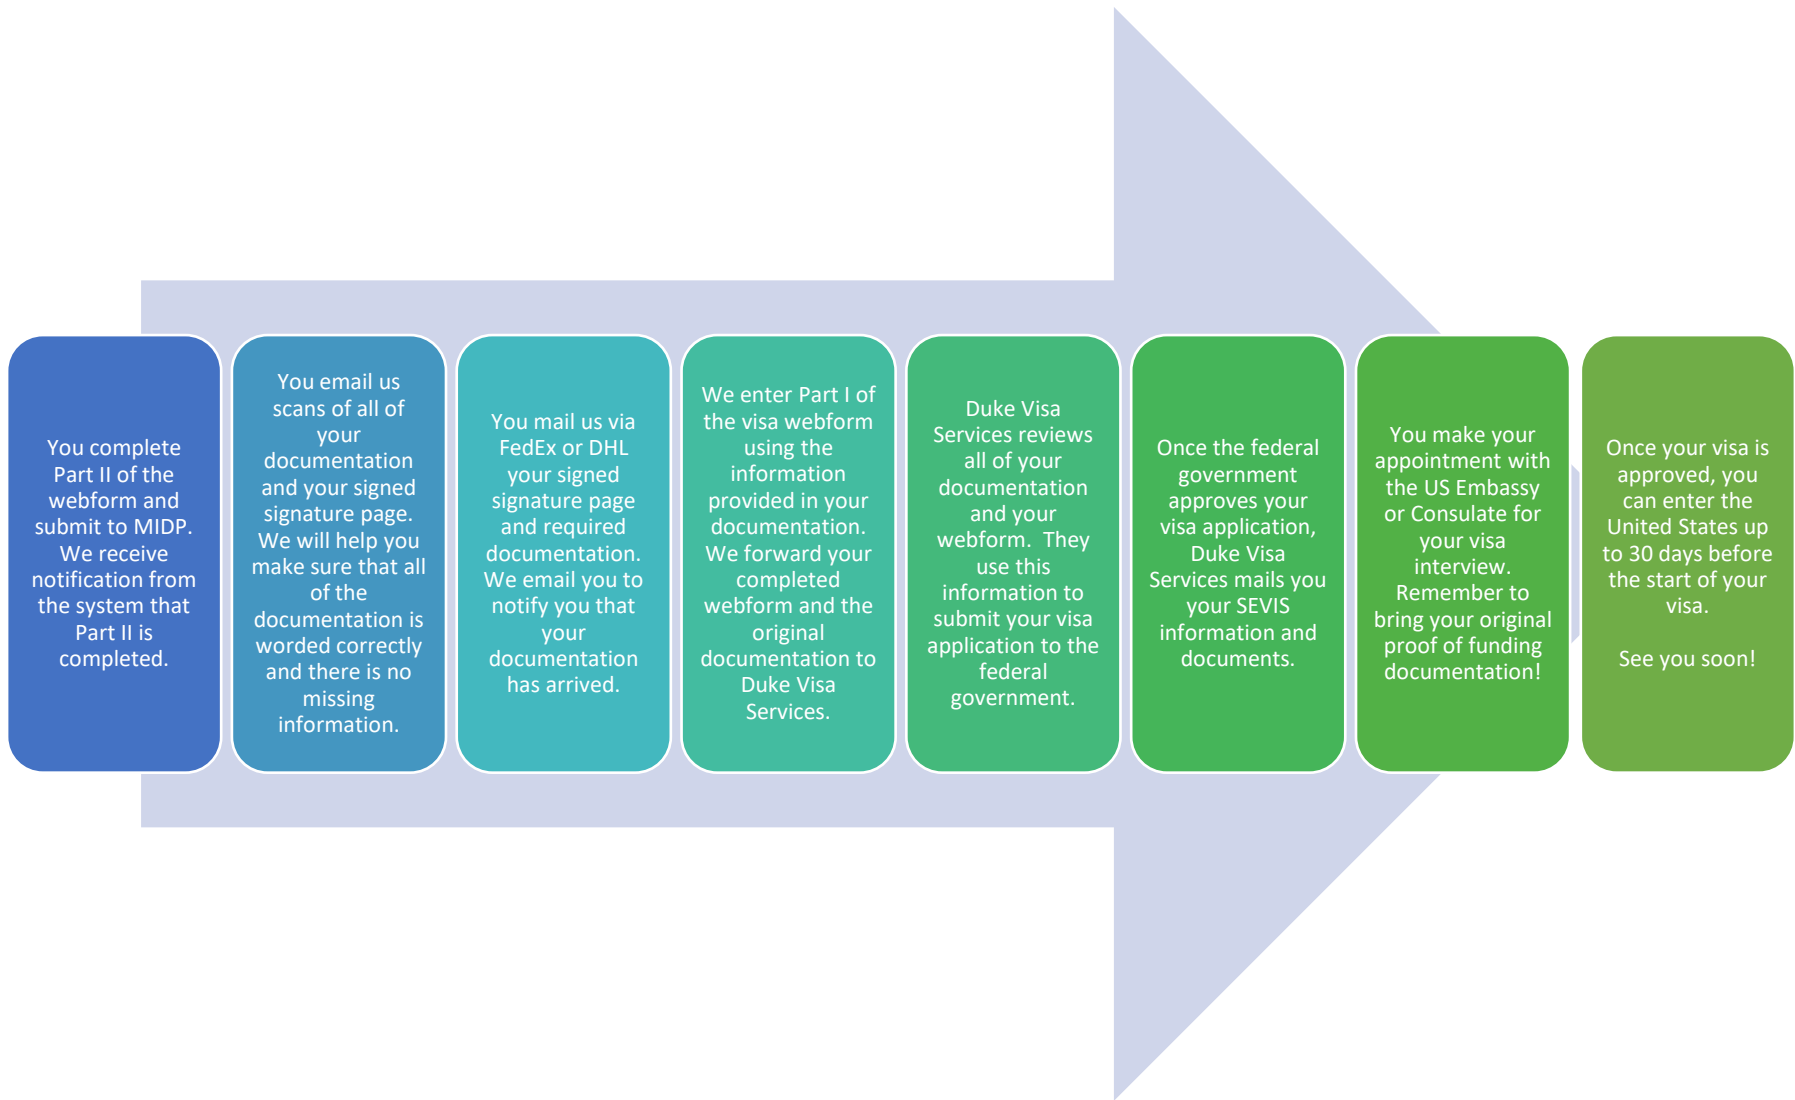 You complete
Part II of the
webform and
submit to MIDP.
We receive
notification from
the system that
Part II is
completed.
You email us
scans of all of
your
documentation
and your signed
signature page.
We will help you
make sure that all
of the
documentation is
worded correctly
and there is no
missing
information.
You mail us via
FedEx or DHL
your signed
signature page
and required
documentation.
We email you to
notify you that
your
documentation
has arrived.
We enter Part I of
the visa webform
using the
information
provided in your
documentation.
We forward your
completed
webform and the
original
documentation to
Duke Visa
Services.
Duke Visa
Services reviews
all of your
documentation
and your
webform.  They
use this
information to
submit your visa
application to the
federal
government.
Once the federal
government
approves your
visa application,
Duke Visa
Services mails you
your SEVIS
information and
documents.
You make your
appointment with
the US Embassy
or Consulate for
your visa
interview.
Remember to
bring your original
proof of funding
documentation!
Once your visa is
approved, you
can enter the
United States up
to 30 days before
the start of your
visa.
See you soon!